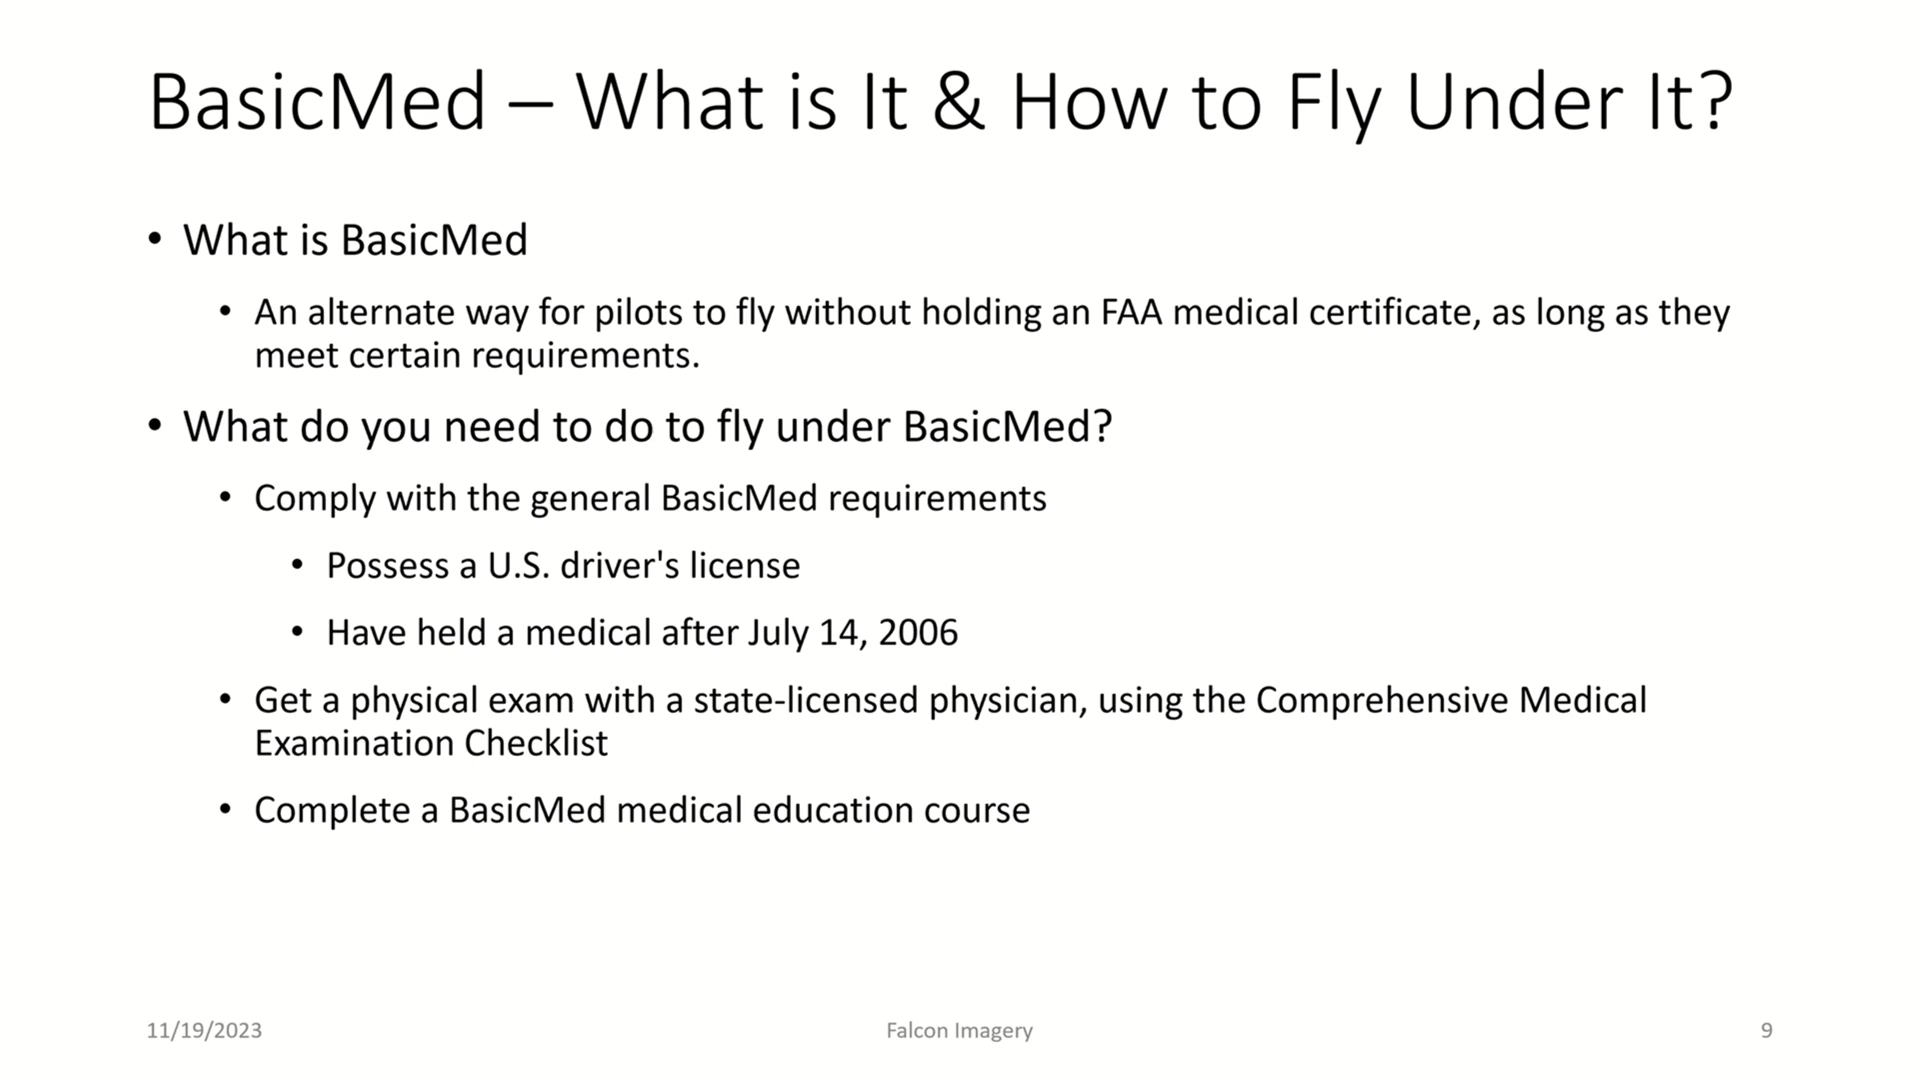 BasicMed – What is It & How to Fly Under It?
• What is BasicMed
• An alternate way for pilots to fly without holding an FAA medical certificate, as long as they
meet certain requirements.
• What do you need to do to fly under BasicMed?
• Comply with the general BasicMed requirements
• Possess a U.S. driver's license
• Have held a medical after July 14, 2006
• Get a physical exam with a state-licensed physician, using the Comprehensive Medical
Examination Checklist
• Complete a BasicMed medical education course
11/19/2023
Falcon Imagery
9